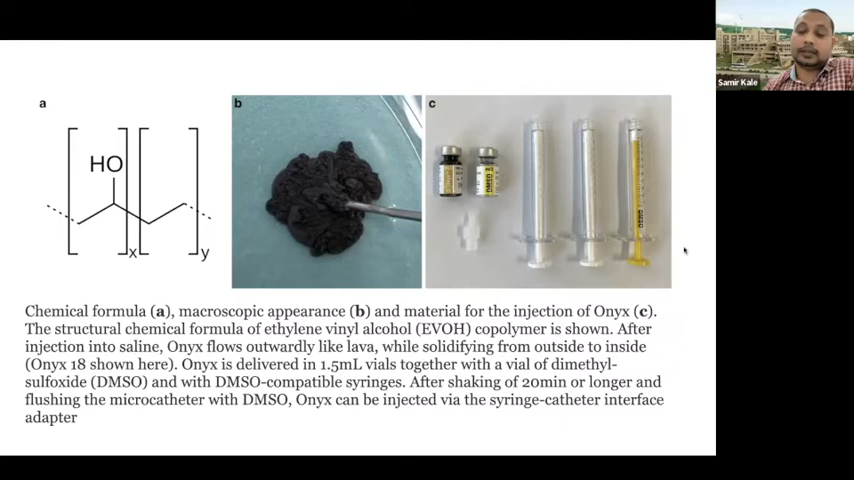 Samir Kale
a
b
c
HO
x
y
DMSO
DMSO
Chemical formula (a), macroscopic appearance (b) and material for the injection of Onyx (c).
The structural chemical formula of ethylene vinyl alcohol (EVOH) copolymer is shown. After
injection into saline, Onyx flows outwardly like lava, while solidifying from outside to inside
(Onyx 18 shown here). Onyx is delivered in 1.5mL vials together with a vial of dimethyl-
sulfoxide (DMSO) and with DMSO-compatible syringes. After shaking of 20min or longer and
flushing the microcatheter with DMSO, Onyx can be injected via the syringe-catheter interface
adapter